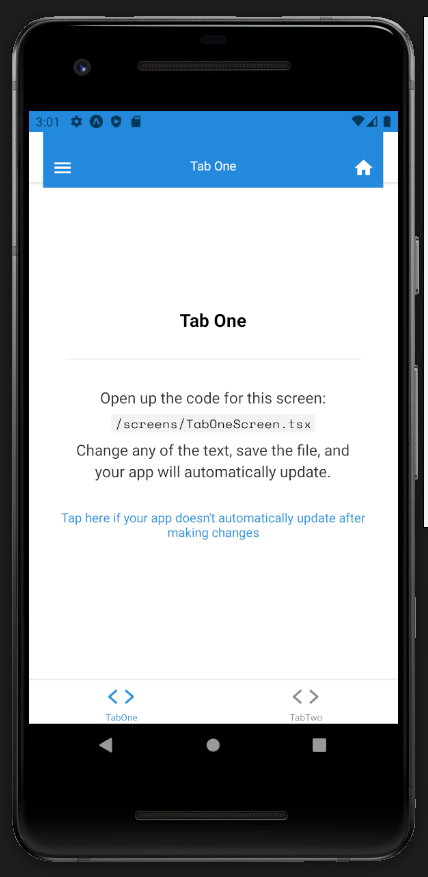 3:01
Tab One
Tab One
Open up the code for this screen:
/screens/TabOneScreen.tsx
Change any of the text, save the file, and
your app will automatically update.
Tap here if your app doesn't automatically update after
making changes
TabOne
TabTwo